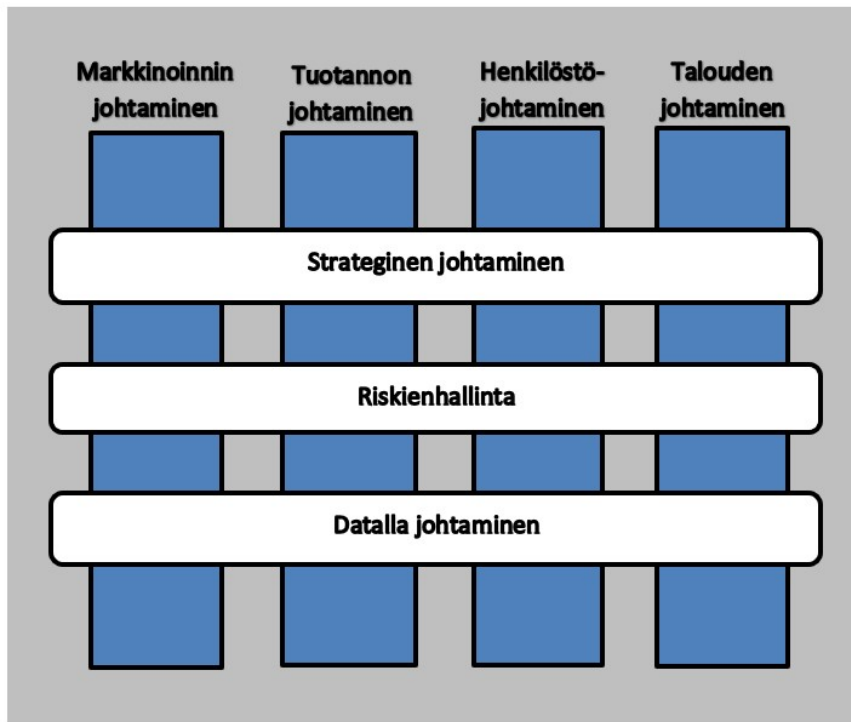 Markkinoinnin
johtaminen
Tuotannon
johtaminen
Henkilöstö-
johtaminen
Talouden
johtaminen
Strateginen johtaminen
Riskienhallinta
Datalla johtaminen